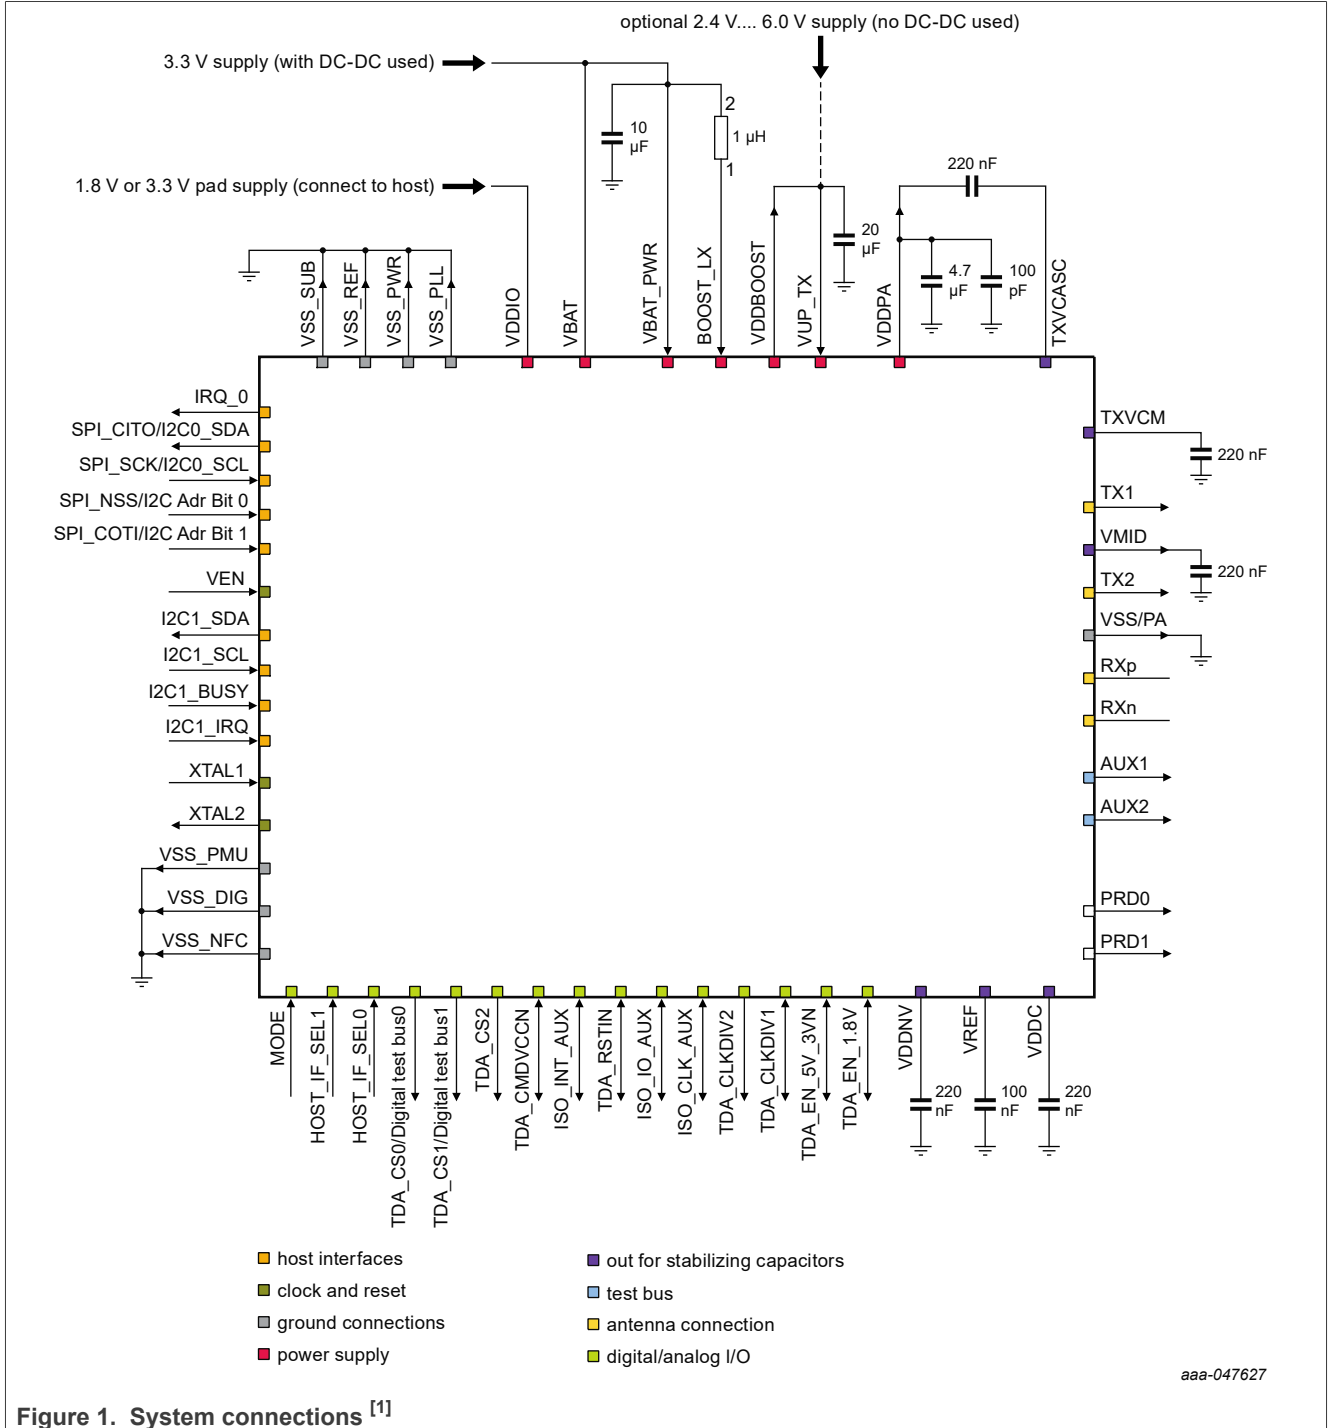 optional 2.4 V.... 6.0 V supply (no DC-DC used)
3.3 V supply (with DC-DC used)
10
µF
2
1 µH
1
220 nF
1.8 V or 3.3 V pad supply (connect to host)
20
µF
4.7
µF
100
pF
VSS_SUB
VSS_REF
VSS_PWR
VSS_PLL
VDDIO
VBAT
VBAT_PWR
BOOST_LX
VDDBOOST
VUP_TX
VDDPA
TXVCASC
IRQ_0
SPI_CITO/I2C0_SDA
SPI_SCK/I2C0_SCL
SPI_NSS/I2C Adr Bit 0
SPI_COTI/I2C Adr Bit 1
VEN
I2C1_SDA
I2C1_SCL
I2C1_BUSY
I2C1_IRQ
XTAL1
XTAL2
VSS_PMU
VSS_DIG
VSS_NFC
TXVCM
220 nF
TX1
VMID
220 nF
TX2
VSS/PA
RXp
RXn
AUX1
AUX2
PRD0
PRD1
MODE
HOST_IF_SEL1
HOST_IF_SEL0
TDA_CS0/Digital test bus0
TDA_CS1/Digital test bus1
TDA_CS2
TDA_CMDVCCN
ISO_INT_AUX
TDA_RSTIN
ISO_IO_AUX
ISO_CLK_AUX
TDA_CLKDIV2
TDA_CLKDIV1
TDA_EN_5V_3VN
TDA_EN_1.8V
VDDNV
VREF
VDDC
220
nF
100
nF
220
nF
host interfaces
clock and reset
ground connections
power supply
out for stabilizing capacitors
test bus
antenna connection
digital/analog I/O
aaa-047627
Figure 1. System connections [1]